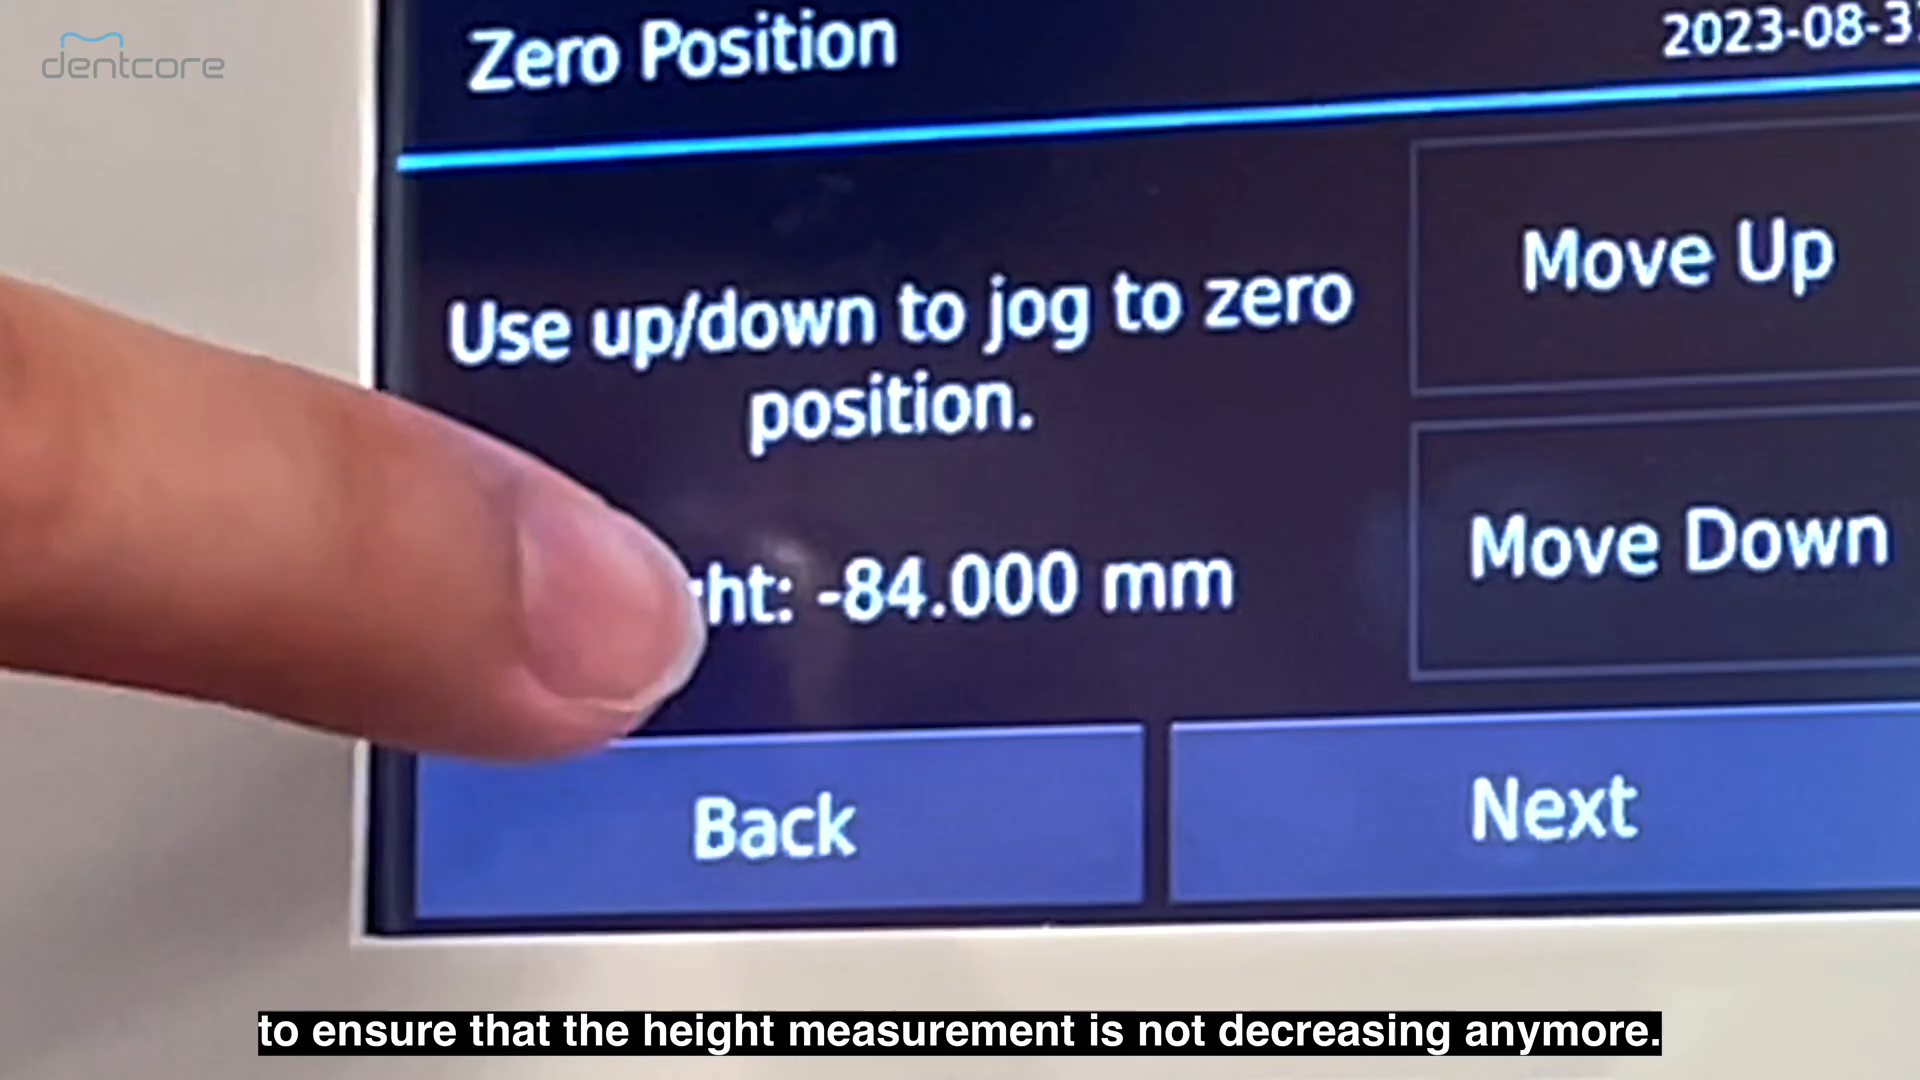 dentcore
Zero Position
2023-08-3
Move Up
Use up/down to jog to zero
position.
ht: -84.000 mm
Move Down
Back
Next
to ensure that the height measurement is not decreasing anymore.